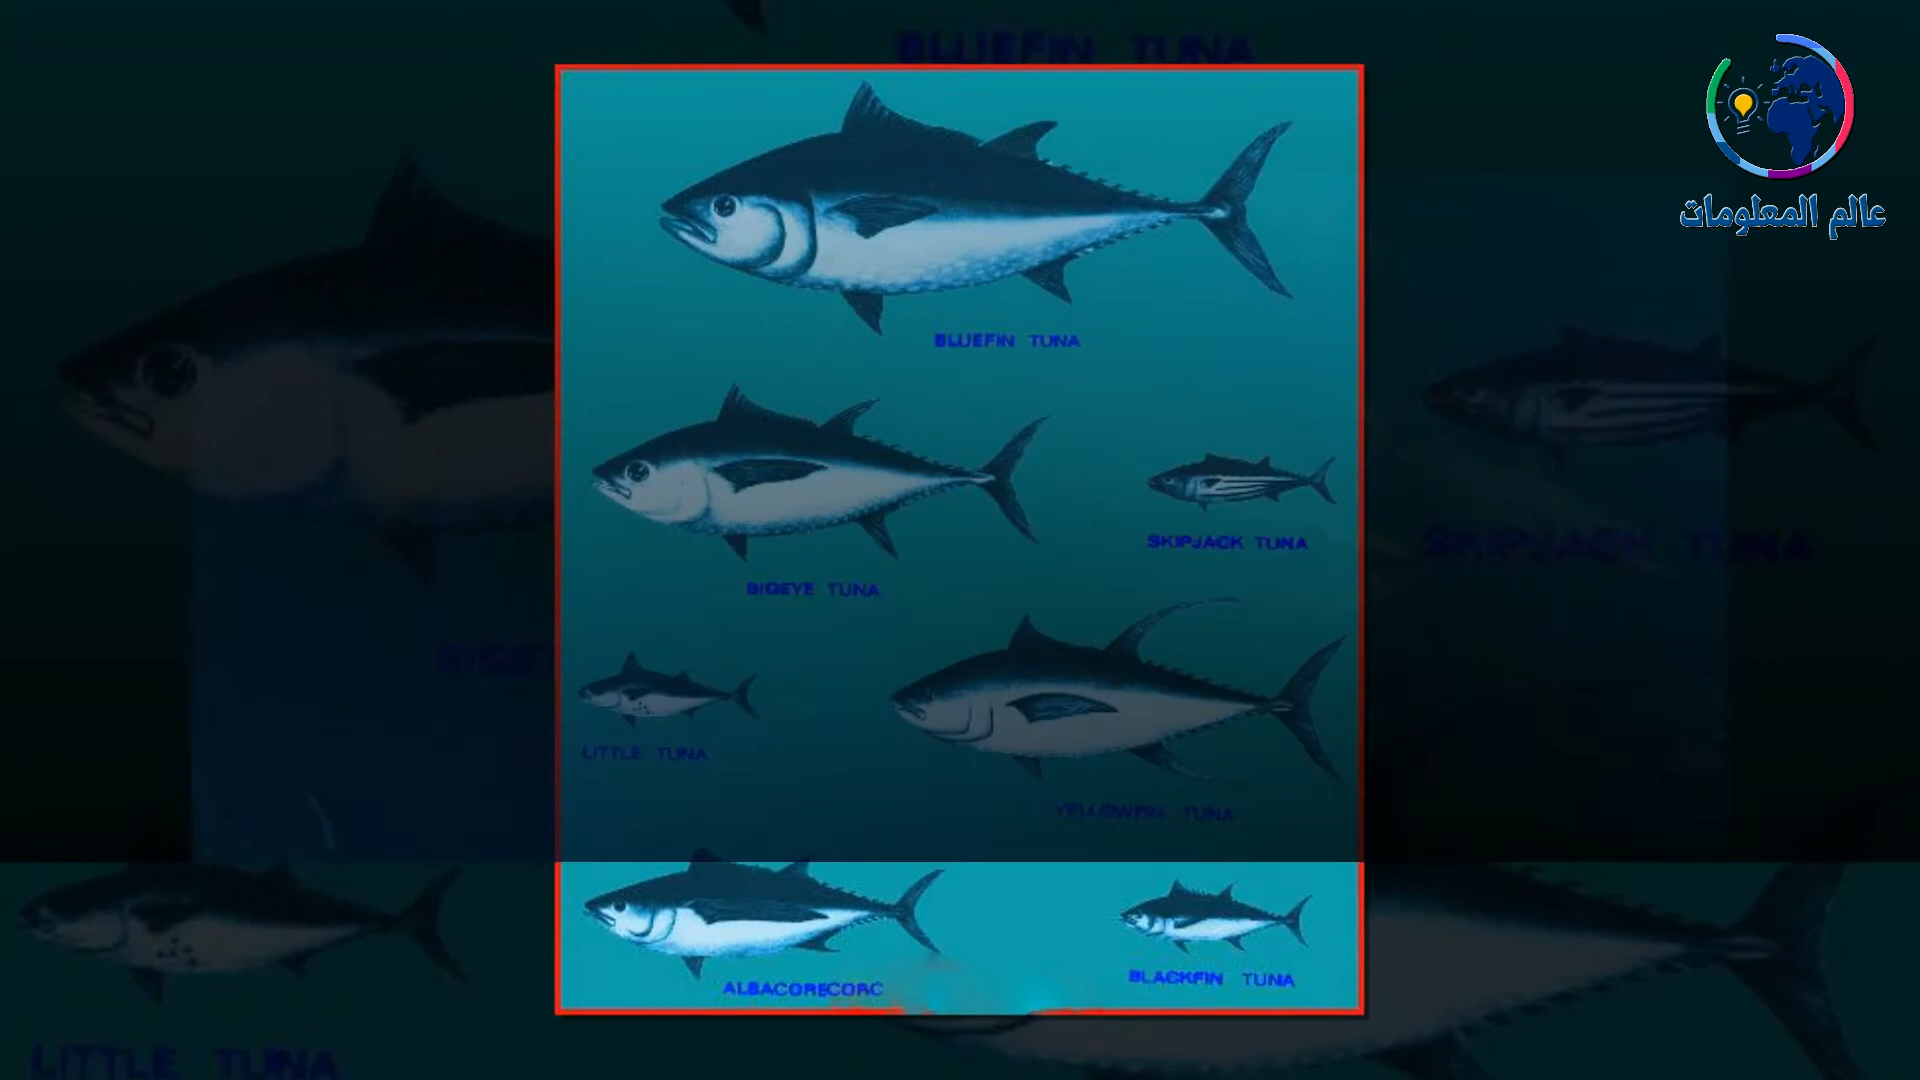 BLUEFIN TUNA
عالم المعلومات
BLUEFIN TUNA
SKIPJACK TUNA
SKIPJACK TUNA
BIGEYE TUNA
LITTLE TUNA
YELLOWFIN TUNA
ALBACORECORC
BLACKFIN TUNA
LITTLE TUNA